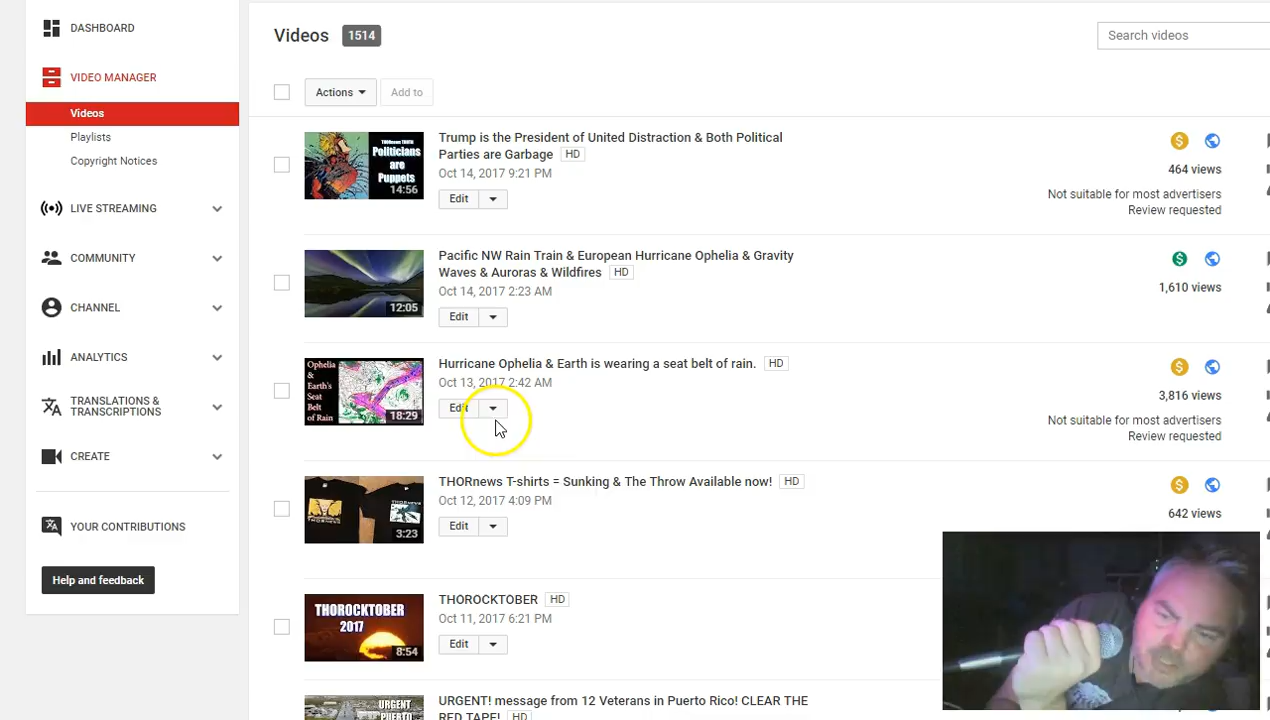 DASHBOARD
VIDEO MANAGER
Videos
Playlists
Copyright Notices
LIVE STREAMING
COMMUNITY
CHANNEL
ANALYTICS
TRANSLATIONS &
TRANSCRIPTIONS
CREATE
YOUR CONTRIBUTIONS
Help and feedback
Videos 1514
Search videos
Actions
Add to
THORnews TRUTH
Politicians
are
Puppets
14:56
Trump is the President of United Distraction & Both Political
Parties are Garbage HD
Oct 14, 2017 9:21 PM
Edit
464 views
Not suitable for most advertisers
Review requested
12:05
Pacific NW Rain Train & European Hurricane Ophelia & Gravity
Waves & Auroras & Wildfires HD
Oct 14, 2017 2:23 AM
Edit
1,610 views
Ophelia
&
Earth's
Seat
Belt
of Rain
18:29
Hurricane Ophelia & Earth is wearing a seat belt of rain. HD
Oct 13, 2017 2:42 AM
Edit
3,816 views
Not suitable for most advertisers
Review requested
THORNEWS
3:23
THORnews T-shirts = Sunking & The Throw Available now! HD
Oct 12, 2017 4:09 PM
Edit
642 views
THOROCKTOBER
2017
8:54
THOROCKTOBER HD
Oct 11, 2017 6:21 PM
Edit
URGENT
PUERTO
URGENT! message from 12 Veterans in Puerto Rico! CLEAR THE
RED TAPE! HD